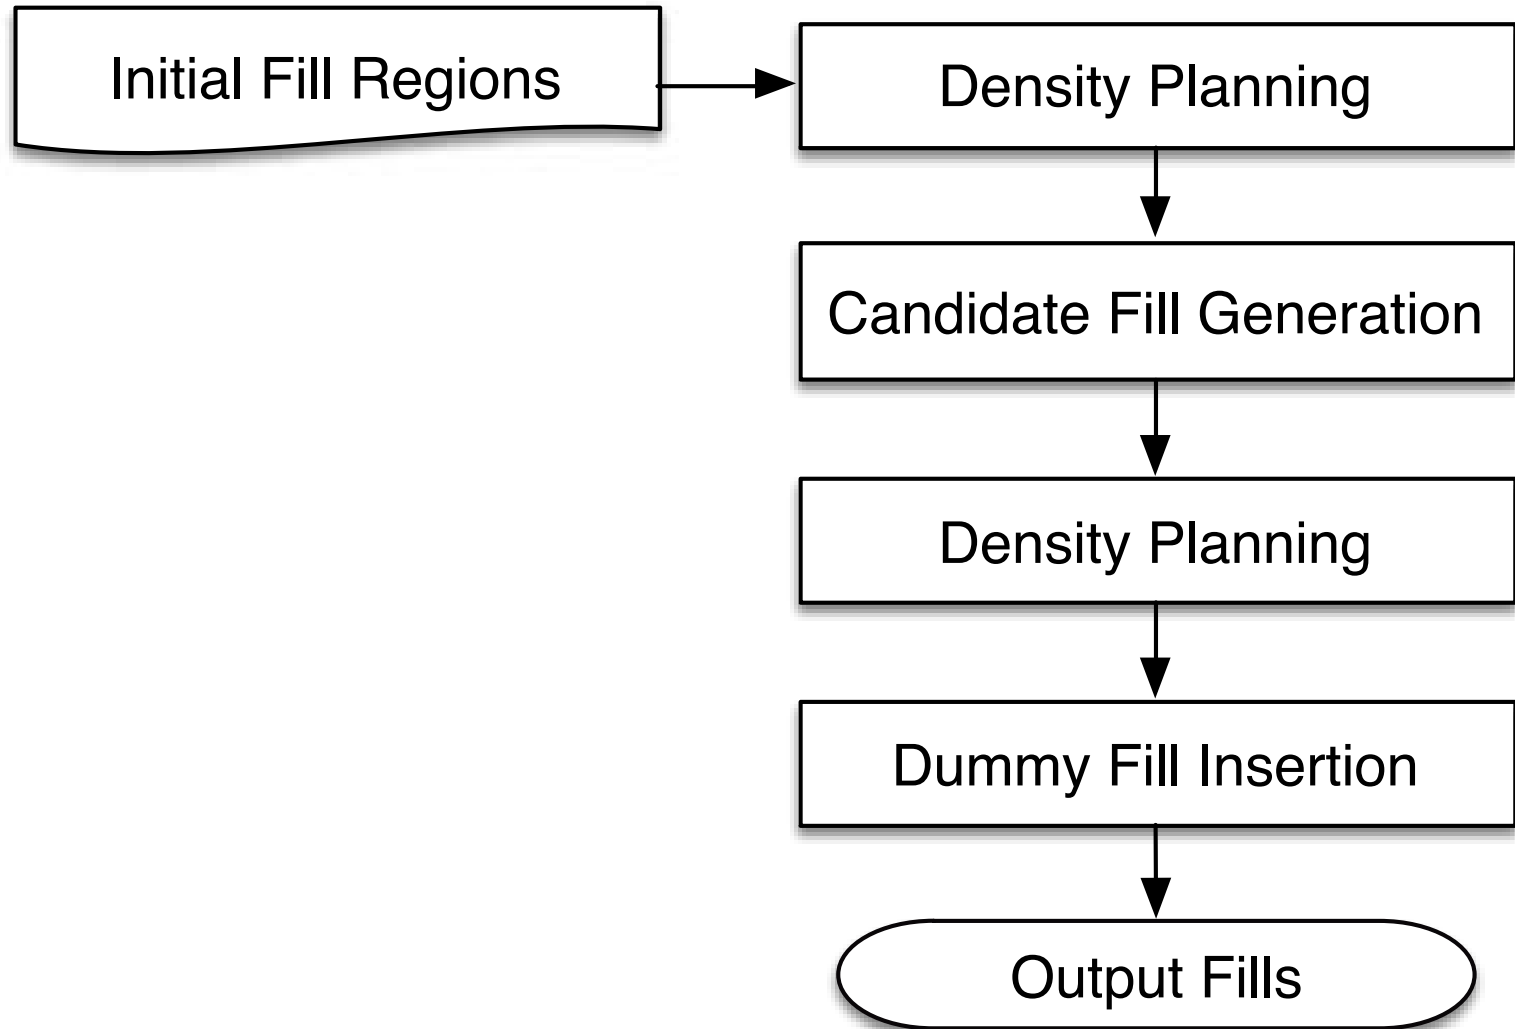 Initial Fill Regions
Density Planning
Candidate Fill Generation
Density Planning
Dummy Fill Insertion
Output Fills